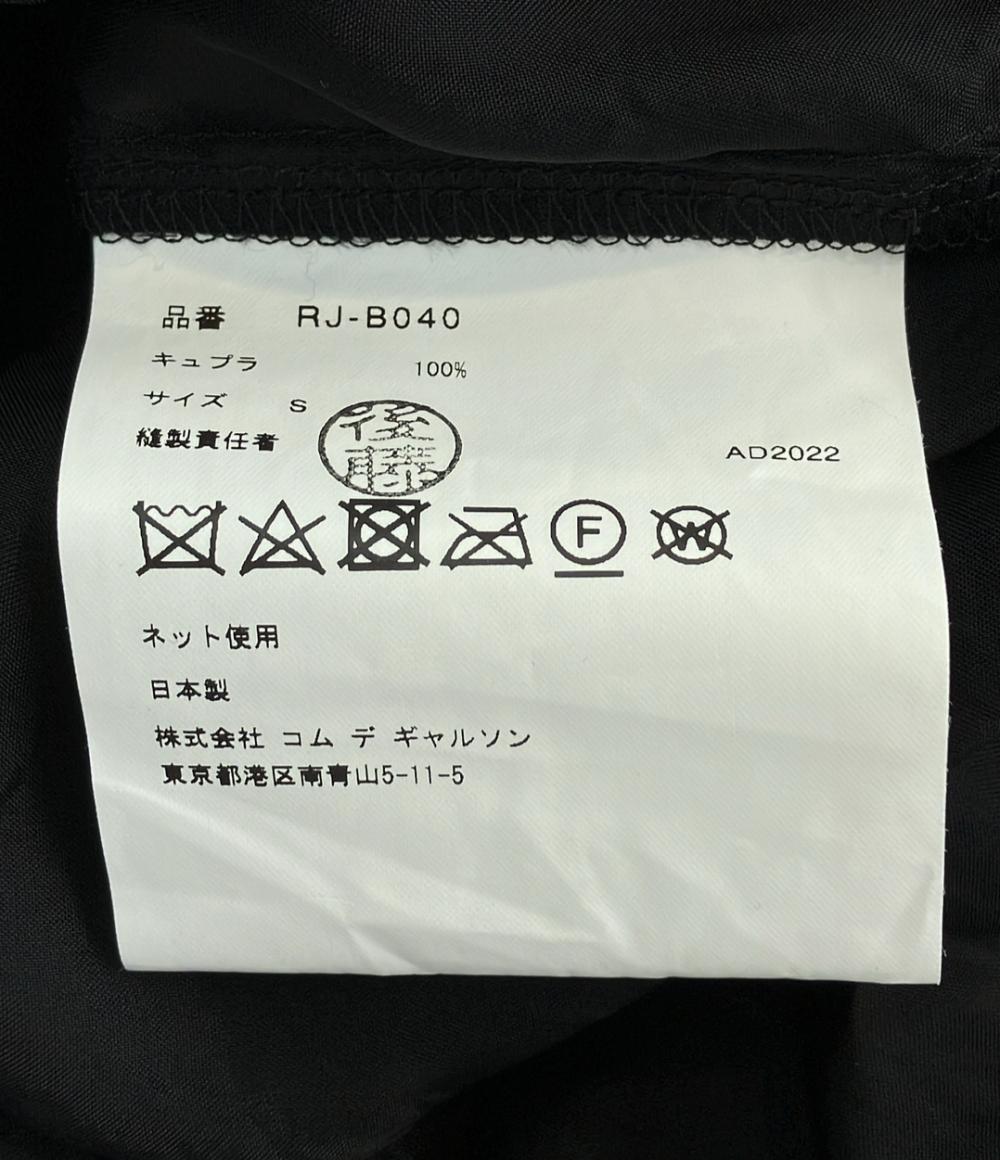 品番 RJ-B040
キュプラ 100%
サイズ S
縫製責任者 後藤
AD2022
F W
ネット使用
日本製
株式会社 コム デ ギャルソン
東京都港区南青山5-11-5